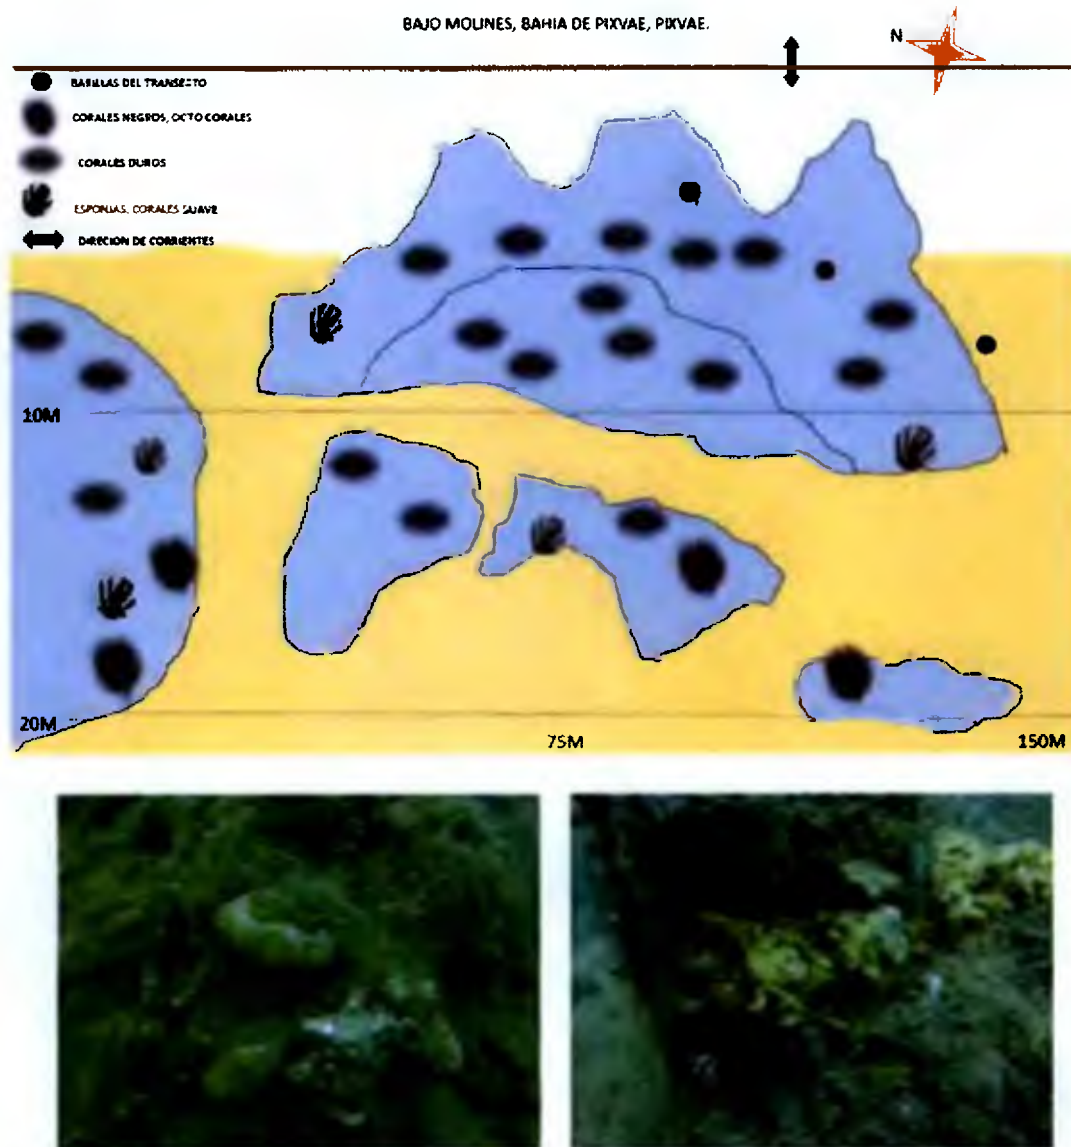 BAJO MOLINES, BAHIA DE PIXVAE, PIXVAE.
N
BARILLAS DEL TRANSECTO
CORALES NEGROS, OCTO CORALES
CORALES DUROS
ESPONJAS, CORALES SUAVE
DIRECION DE CORRIENTES
10M
20M
75M
150M